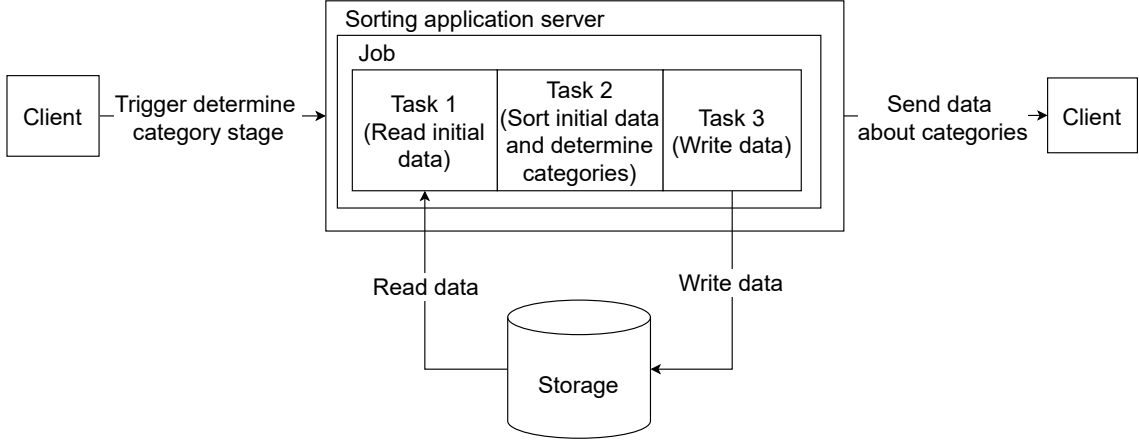 Sorting application server
Job
Client
Trigger determine
category stage
Task 1
(Read initial
data)
Task 2
(Sort initial data
and determine
categories)
Task 3
(Write data)
Send data
about categories
Client
Read data
Write data
Storage